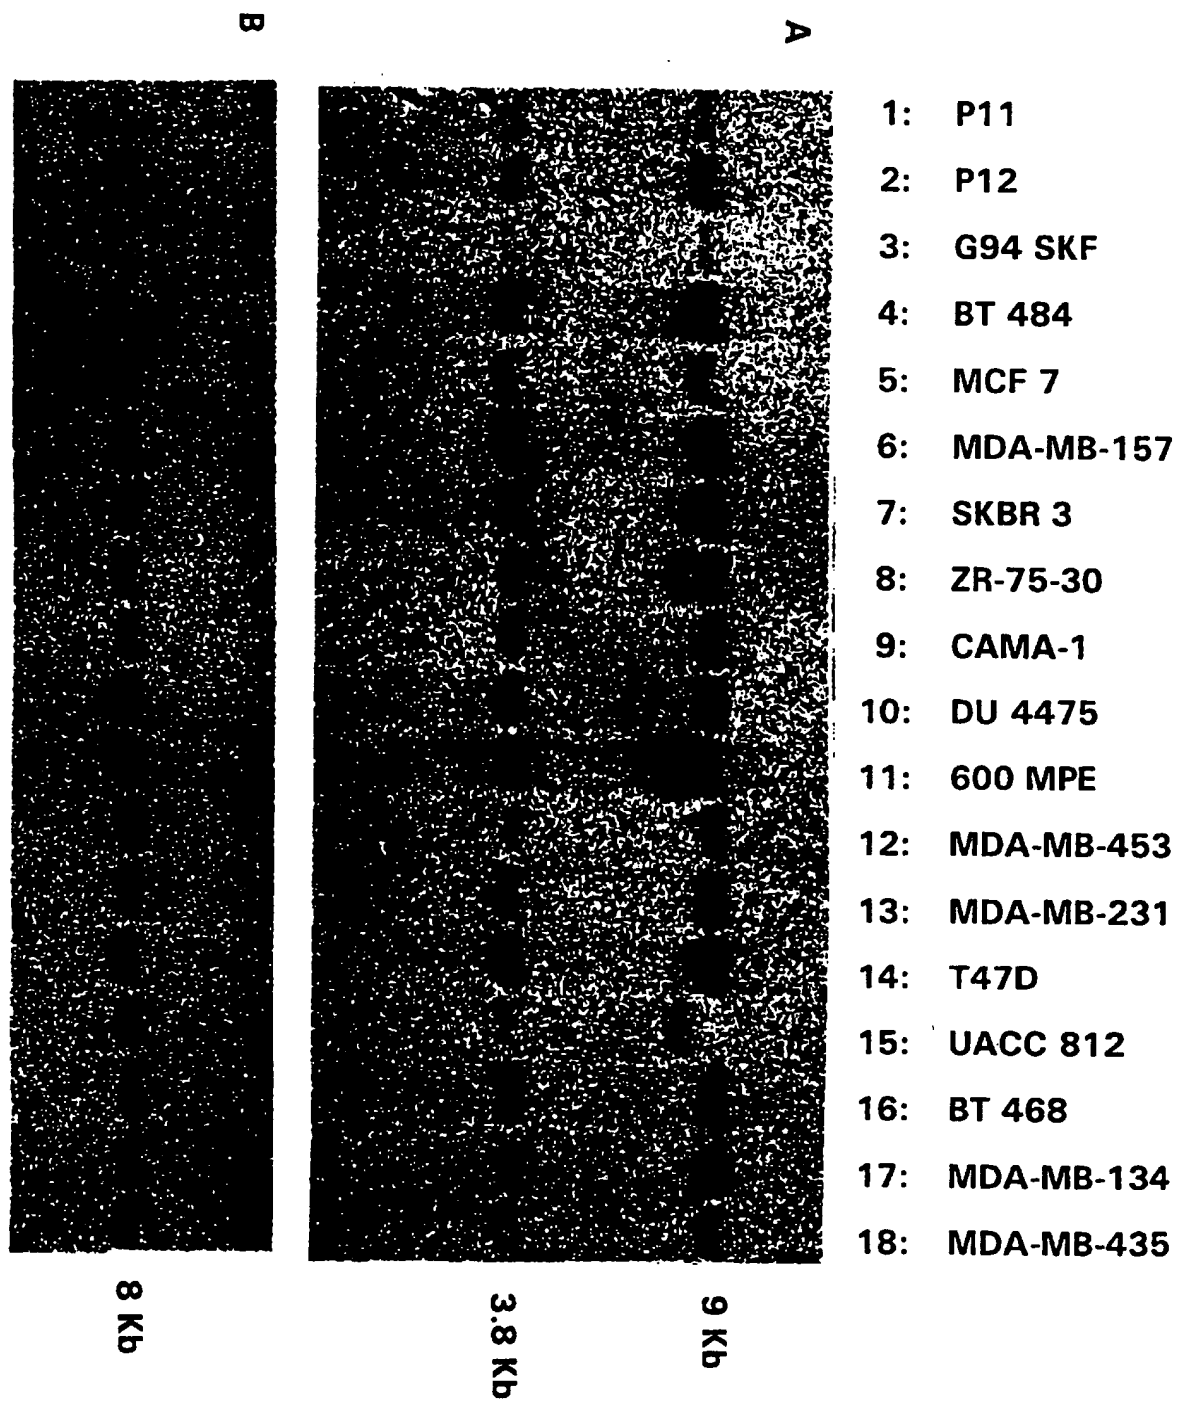 B
A
1: P11
2: P12
3: G94 SKF
4: BT 484
5: MCF 7
6: MDA-MB-157
7: SKBR 3
8: ZR-75-30
9: CAMA-1
10: DU 4475
11: 600 MPE
12: MDA-MB-453
13: MDA-MB-231
14: T47D
15: UACC 812
16: BT 468
17: MDA-MB-134
18: MDA-MB-435
8 Kb
3.8 Kb
9 Kb